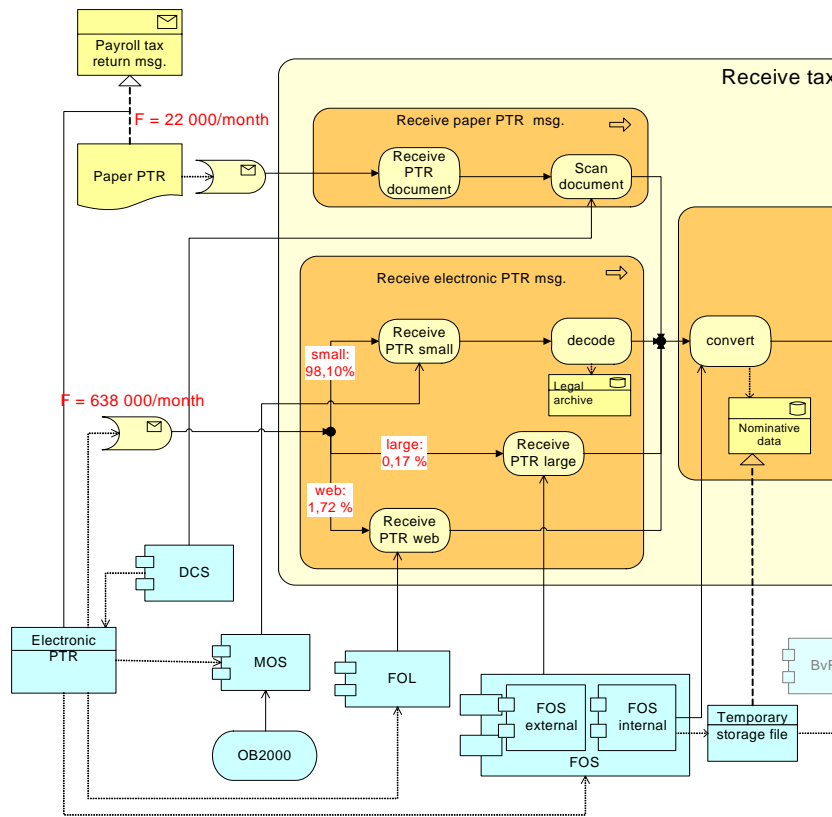 Payroll tax
return msg.
Receive tax
F = 22 000/month
Receive paper PTR  msg.
Paper PTR
Receive
PTR
document
Scan
document
Receive electronic PTR msg.
Receive
PTR small
decode
convert
small:
98,10%
Legal
archive
F = 638 000/month
Nominative
data
large:
0,17 %
Receive
PTR large
web:
1,72 %
Receive
PTR web
DCS
Electronic
PTR
MOS
FOL
BvR
FOS
external
FOS
internal
Temporary
storage file
OB2000
FOS